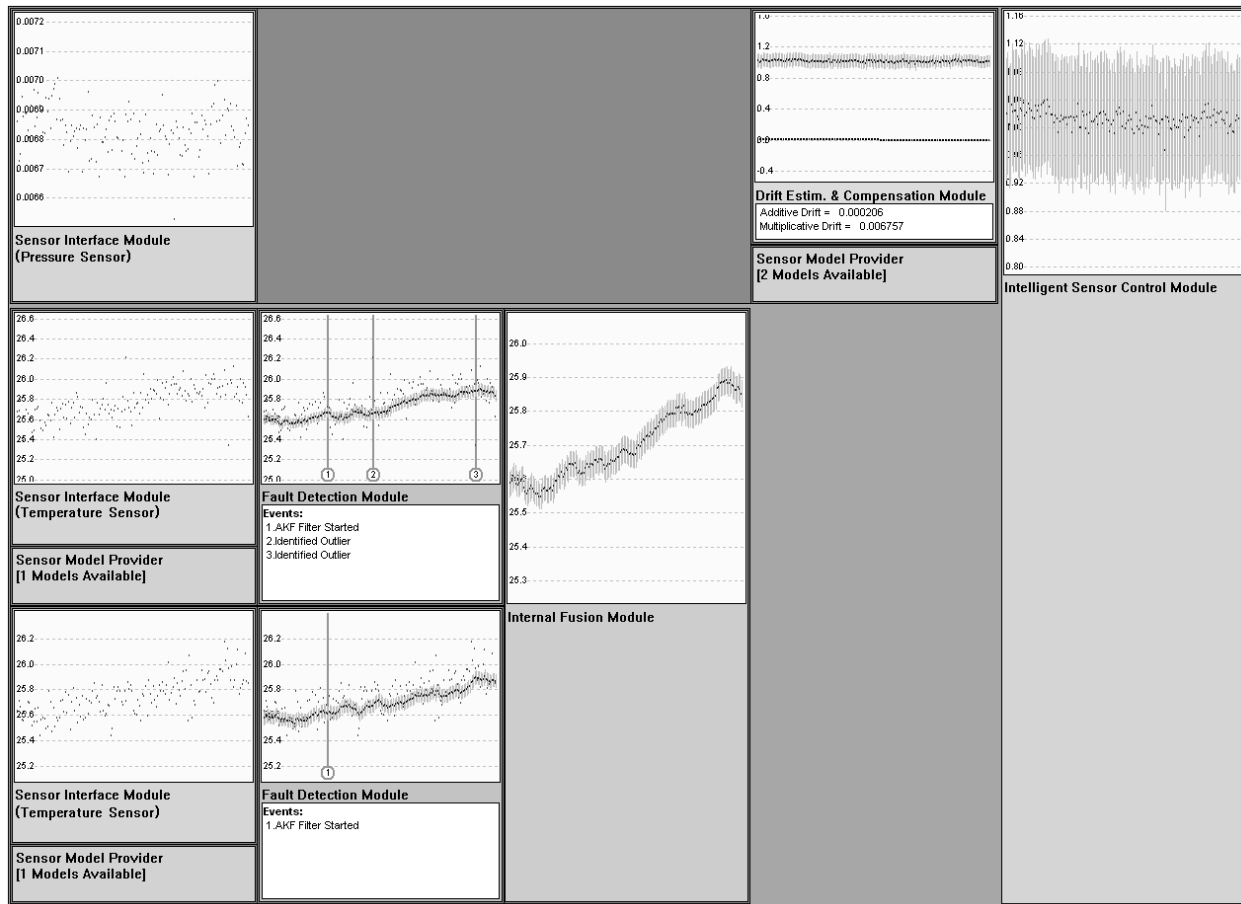 0.0072
0.0071
0.0070
0.0069
0.0068
0.0067
0.0066
Sensor Interface Module
(Pressure Sensor)
1.6
1.2
0.8
0.4
0.0
-0.4
Drift Estim. & Compensation Module
Additive Drift = 0.000206
Multiplicative Drift = 0.006757
Sensor Model Provider
[2 Models Available]
1.16
1.12
1.08
1.04
1.00
0.96
0.92
0.88
0.84
0.80
Intelligent Sensor Control Module
26.6
26.4
26.2
26.0
25.8
25.6
25.4
25.2
25.0
Sensor Interface Module
(Temperature Sensor)
Sensor Model Provider
[1 Models Available]
26.6
26.4
26.2
26.0
25.8
25.6
25.4
25.2
25.0
1 2 3
Fault Detection Module
Events:
1.AKF Filter Started
2.Identified Outlier
3.Identified Outlier
26.0
25.9
25.8
25.7
25.6
25.5
25.4
25.3
Internal Fusion Module
26.2
26.0
25.8
25.6
25.4
25.2
Sensor Interface Module
(Temperature Sensor)
Sensor Model Provider
[1 Models Available]
26.2
26.0
25.8
25.6
25.4
25.2
1
Fault Detection Module
Events:
1.AKF Filter Started